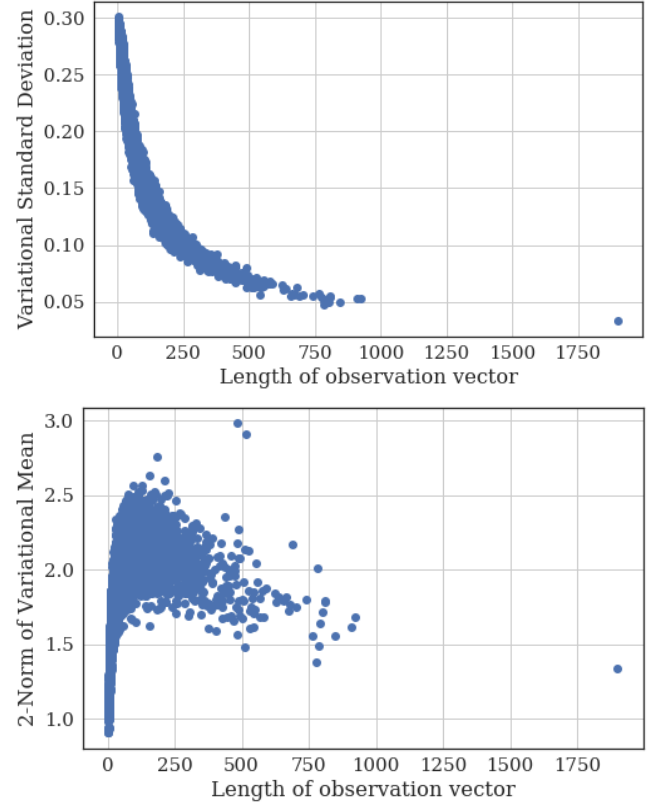 0.30
0.25
0.20
0.15
0.10
0.05
Variational Standard Deviation
0 250 500 750 1000 1250 1500 1750
Length of observation vector
3.0
2.5
2.0
1.5
1.0
2-Norm of Variational Mean
0 250 500 750 1000 1250 1500 1750
Length of observation vector